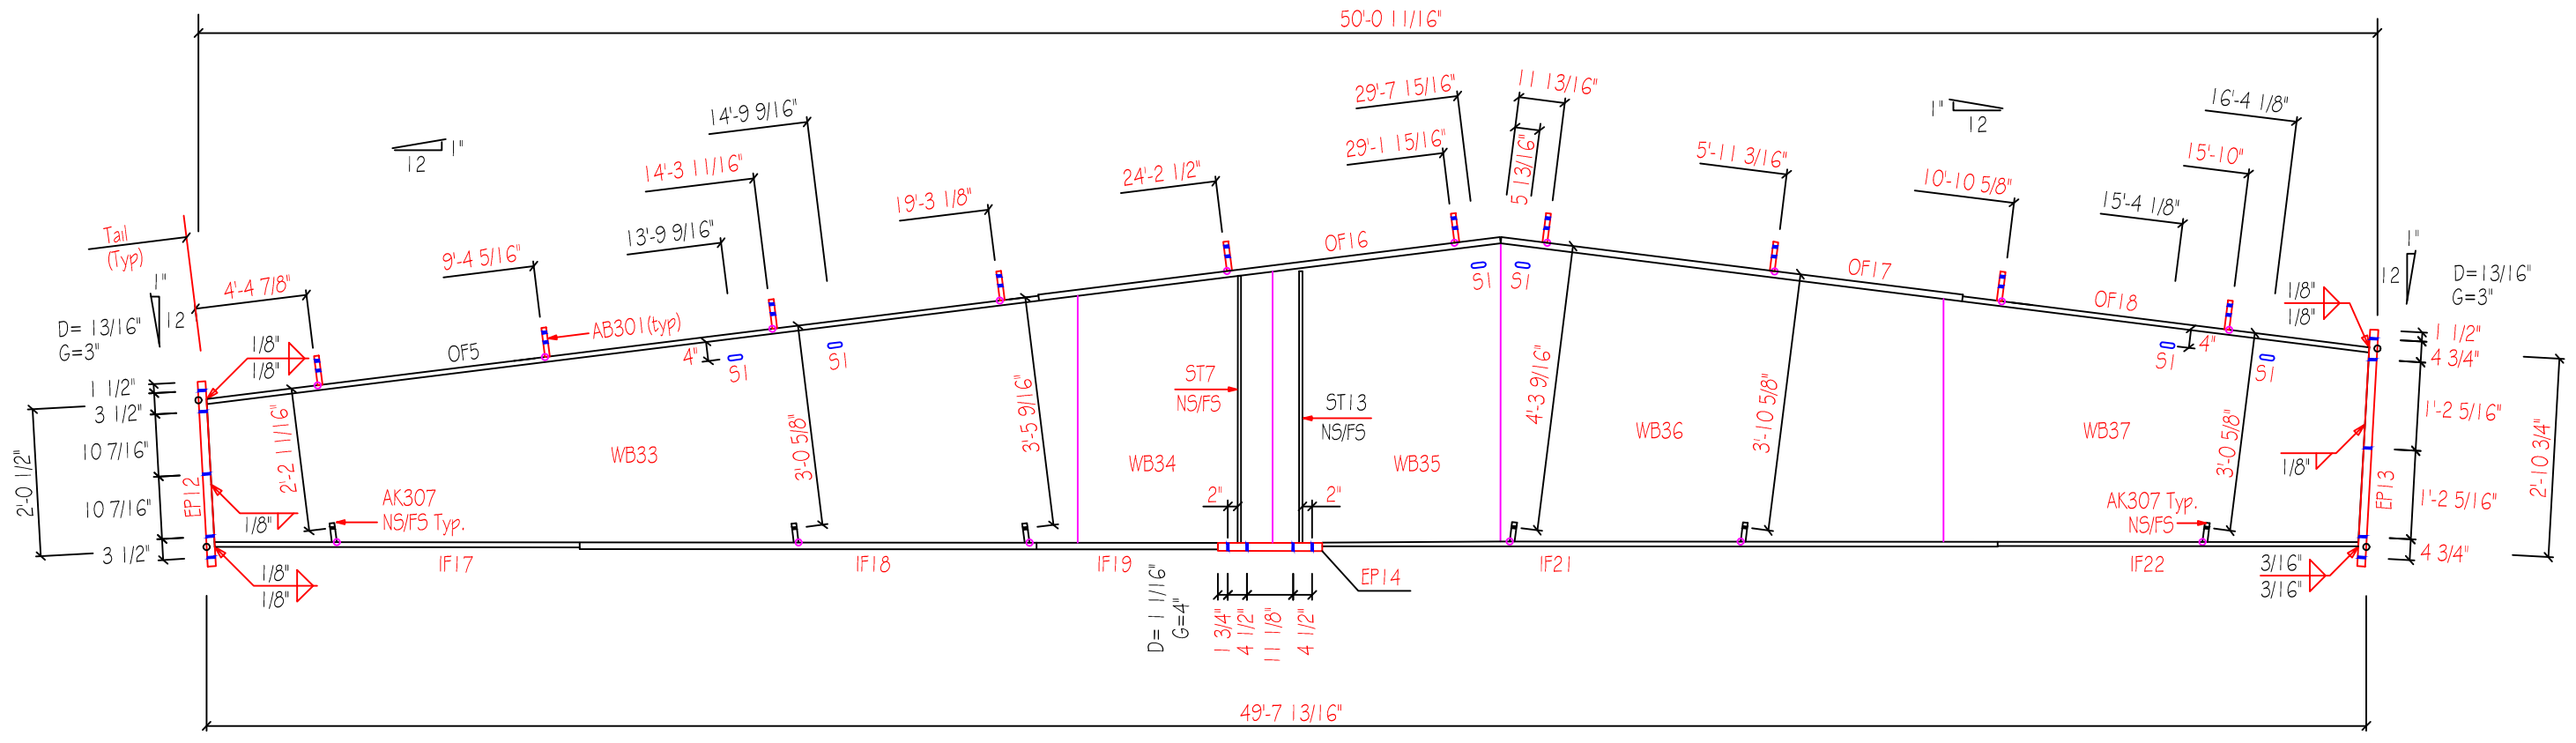 50'-0 11/16"
29'-7 15/16"
11 13/16"
16'-4 1/8"
14'-9 9/16"
1"
12
1"
12
29'-1 15/16"
5 13/16"
5'-11 3/16"
15'-10"
14'-3 11/16"
24'-2 1/2"
10'-10 5/8"
19'-3 1/8"
15'-4 1/8"
Tail
(Typ)
13'-9 9/16"
9'-4 5/16"
OF16
1"
12
1"
12
D=13/16"
G=3"
4'-4 7/8"
OF17
OF18
S1
S1
D= 13/16"
G=3"
AB301(typ)
1/8"
1/8"
1/8"
1/8"
OF5
4"
S1
S1
4"
S1
S1
1 1/2"
4 3/4"
1'-2 5/16"
1'-2 5/16"
4 3/4"
2'-10 3/4"
1 1/2"
3 1/2"
10 7/16"
10 7/16"
3 1/2"
2'-0 1/2"
EP12
2'-2 11/16"
3'-0 5/8"
3'-5 9/16"
ST7
NS/FS
ST13
NS/FS
4'-3 9/16"
3'-10 5/8"
3'-0 5/8"
WB33
WB34
WB35
WB36
WB37
1/8"
1/8"
EP13
AK307
NS/FS Typ.
2"
2"
AK307 Typ.
NS/FS
IF17
IF18
IF19
EP14
IF21
IF22
1/8"
1/8"
3/16"
3/16"
D= 1 1/16"
G=4"
1 3/4"
4 1/2"
11 1/8"
4 1/2"
49'-7 13/16"